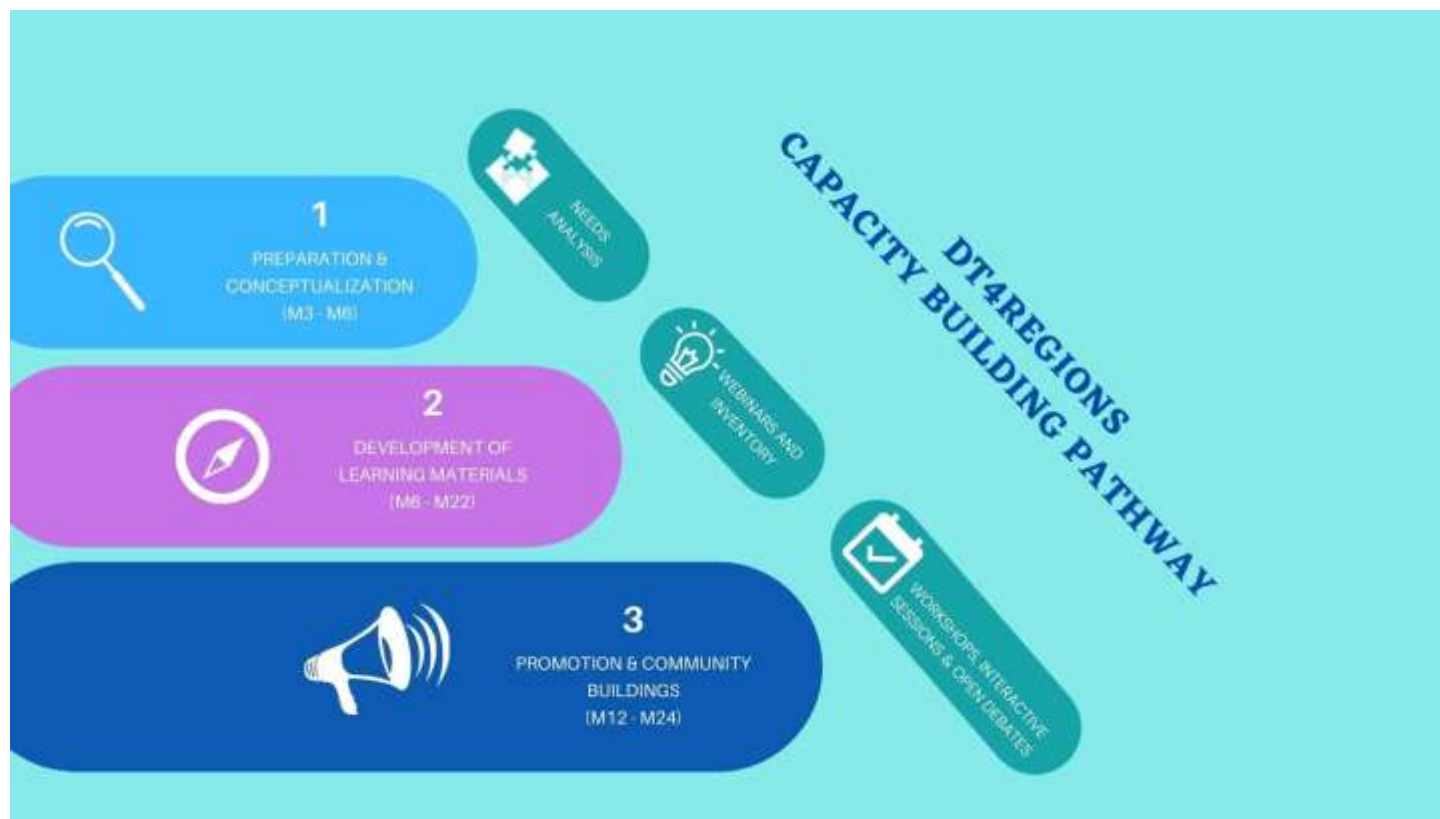 1
PREPARATION &
CONCEPTUALIZATION
(M3 - M6)
NEEDS
ANALYSIS
2
DEVELOPMENT OF
LEARNING MATERIALS
(M6 - M22)
WEBINARS AND
INVENTORY
3
PROMOTION & COMMUNITY
BUILDINGS
(M12 - M24)
WORKSHOPS, INTERACTIVE
SESSIONS & OPEN DEBATES
DT4REGIONS
CAPACITY BUILDING PATHWAY